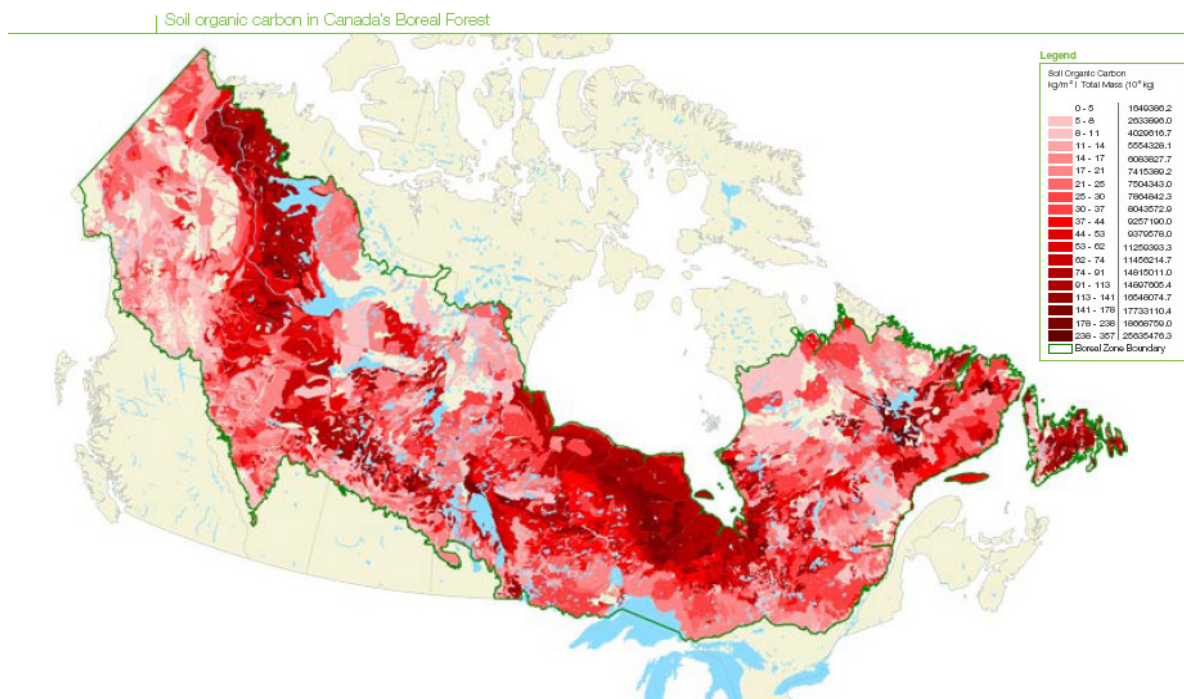 Soil organic carbon in Canada's Boreal Forest
Legend
Soil Organic Carbon
kg/m⁻² | Total Mass (10⁶ kg)
0 - 5 1649386.2
5 - 8 2633896.0
8 - 11 4029616.7
11 - 14 5554328.1
14 - 17 6083827.7
17 - 21 7415389.2
21 - 25 7504343.0
25 - 30 7864842.3
30 - 37 8043572.9
37 - 44 9257190.0
44 - 53 9379578.0
53 - 62 11259393.3
62 - 74 11456214.7
74 - 91 14815011.0
91 - 113 14897605.4
113 - 141 16548074.7
141 - 178 17733110.4
178 - 238 18668759.0
238 - 357 25635476.3
Boreal Zone Boundary